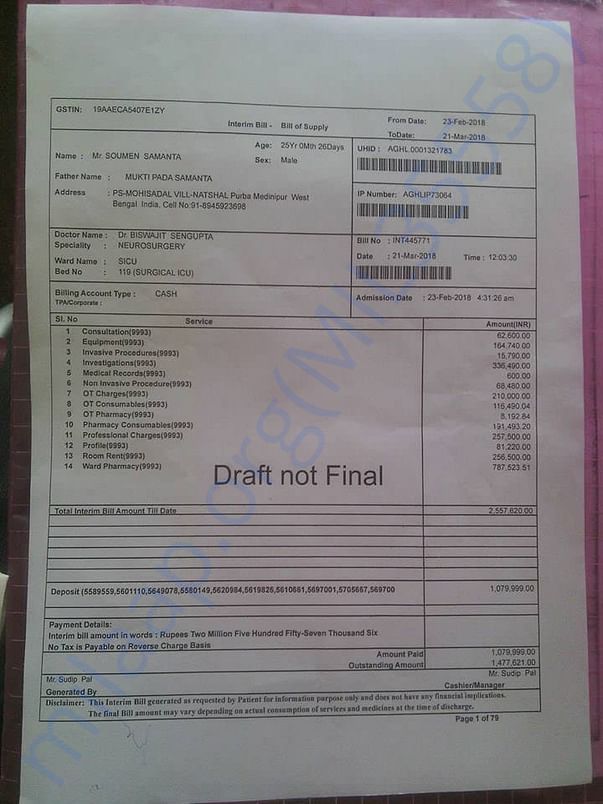 GSTIN: 19AAECA5407E1ZY
Interim Bill - Bill of Supply
From Date: 23-Feb-2018
ToDate: 21-Mar-2018
Age: 25Yr 0Mth 26Days
Name : Mr. SOUMEN SAMANTA
Sex: Male
Father Name : MUKTI PADA SAMANTA
Address : PS-MOHISADAL VILL-NATSHAL Purba Medinipur West
Bengal India, Cell No:91-8945923698
UHID : AGHL.0001321783
IP Number: AGHLIP73064
Doctor Name : Dr. BISWAJIT SENGUPTA
Speciality : NEUROSURGERY
Ward Name : SICU
Bed No : 119 (SURGICAL ICU)
Bill No : INT445771
Date : 21-Mar-2018 Time : 12:03:30
Billing Account Type : CASH
TPA/Corporate :
Admission Date : 23-Feb-2018 4:31:26 am
Sl. No Service Amount(INR)
1 Consultation(9993) 62,600.00
2 Equipment(9993) 164,740.00
3 Invasive Procedures(9993) 15,790.00
4 Investigations(9993) 336,490.00
5 Medical Records(9993) 600.00
6 Non Invasive Procedure(9993) 68,480.00
7 OT Charges(9993) 210,000.00
8 OT Consumables(9993) 116,490.04
9 OT Pharmacy(9993) 8,192.84
10 Pharmacy Consumables(9993) 191,493.20
11 Professional Charges(9993) 257,500.00
12 Profile(9993) 81,220.00
13 Room Rent(9993) 256,500.00
14 Ward Pharmacy(9993) 787,523.51
Draft not Final
Total Interim Bill Amount Till Date 2,557,620.00
Deposit (5589559,5601110,5649078,5580149,5620984,5619826,5610661,5697001,5705667,569700 1,079,999.00
Payment Details:
Interim bill amount in words : Rupees Two Million Five Hundred Fifty-Seven Thousand Six
No Tax is Payable on Reverse Charge Basis
Amount Paid 1,079,999.00
Outstanding Amount 1,477,621.00
Mr. Sudip Pal Mr. Sudip Pal
Generated By Cashier/Manager
Disclaimer: This Interim Bill generated as requested by Patient for information purpose only and does not have any financial implications.
The final Bill amount may vary depending on actual consumption of services and medicines at the time of discharge.
Page 1 of 79